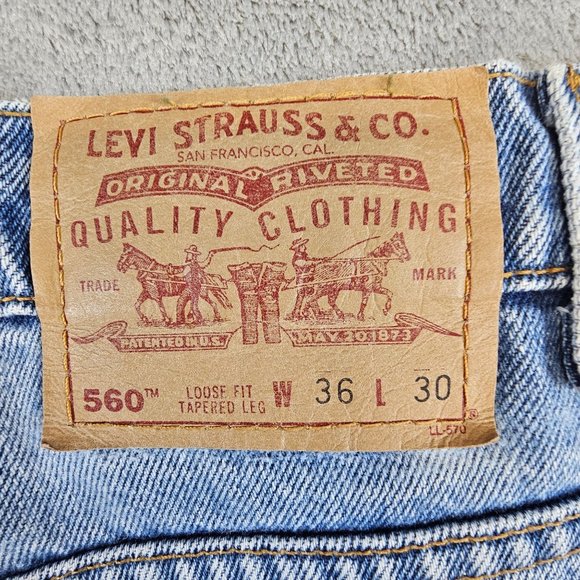 LEVI STRAUSS & CO.
SAN FRANCISCO, CAL.
ORIGINAL RIVETED
QUALITY CLOTHING
TRADE MARK
PATENTED IN U.S. MAY 20 1873
560™ LOOSE FIT TAPERED LEG W 36 L 30
LL-570 ®